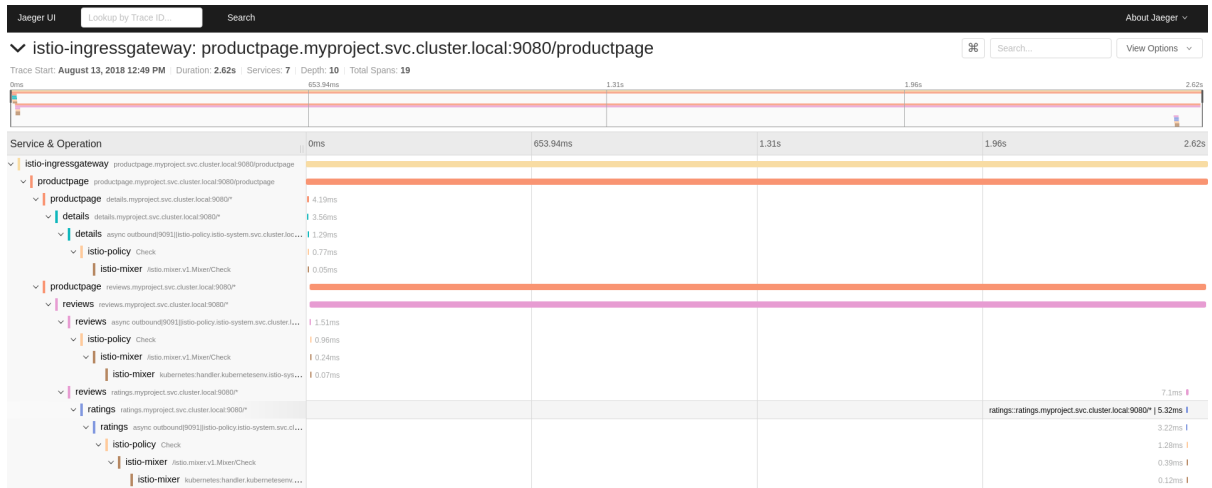 Jaeger UI Lookup by Trace ID... Search About Jaeger
istio-ingressgateway: productpage.myproject.svc.cluster.local:9080/productpage ⌘ Search... View Options
Trace Start: August 13, 2018 12:49 PM | Duration: 2.62s | Services: 7 | Depth: 10 | Total Spans: 19
0ms 653.94ms 1.31s 1.96s 2.62s
Service & Operation 0ms 653.94ms 1.31s 1.96s 2.62s
istio-ingressgateway productpage.myproject.svc.cluster.local:9080/productpage
productpage productpage.myproject.svc.cluster.local:9080/productpage
productpage details.myproject.svc.cluster.local:9080/* 4.19ms
details details.myproject.svc.cluster.local:9080/* 3.56ms
details async outbound|9091||istio-policy.istio-system.svc.cluster.loc... 1.29ms
istio-policy Check 0.77ms
istio-mixer /istio.mixer.v1.Mixer/Check 0.05ms
productpage reviews.myproject.svc.cluster.local:9080/*
reviews reviews.myproject.svc.cluster.local:9080/*
reviews async outbound|9091||istio-policy.istio-system.svc.cluster.l... 1.51ms
istio-policy Check 0.96ms
istio-mixer /istio.mixer.v1.Mixer/Check 0.24ms
istio-mixer kubernetes:handler.kubernetesenv.istio-sys... 0.07ms
reviews ratings.myproject.svc.cluster.local:9080/* 7.1ms
ratings ratings.myproject.svc.cluster.local:9080/* ratings::ratings.myproject.svc.cluster.local:9080/* | 5.32ms
ratings async outbound|9091||istio-policy.istio-system.svc.cl... 3.22ms
istio-policy Check 1.28ms
istio-mixer /istio.mixer.v1.Mixer/Check 0.39ms
istio-mixer kubernetes:handler.kubernetesenv.... 0.12ms